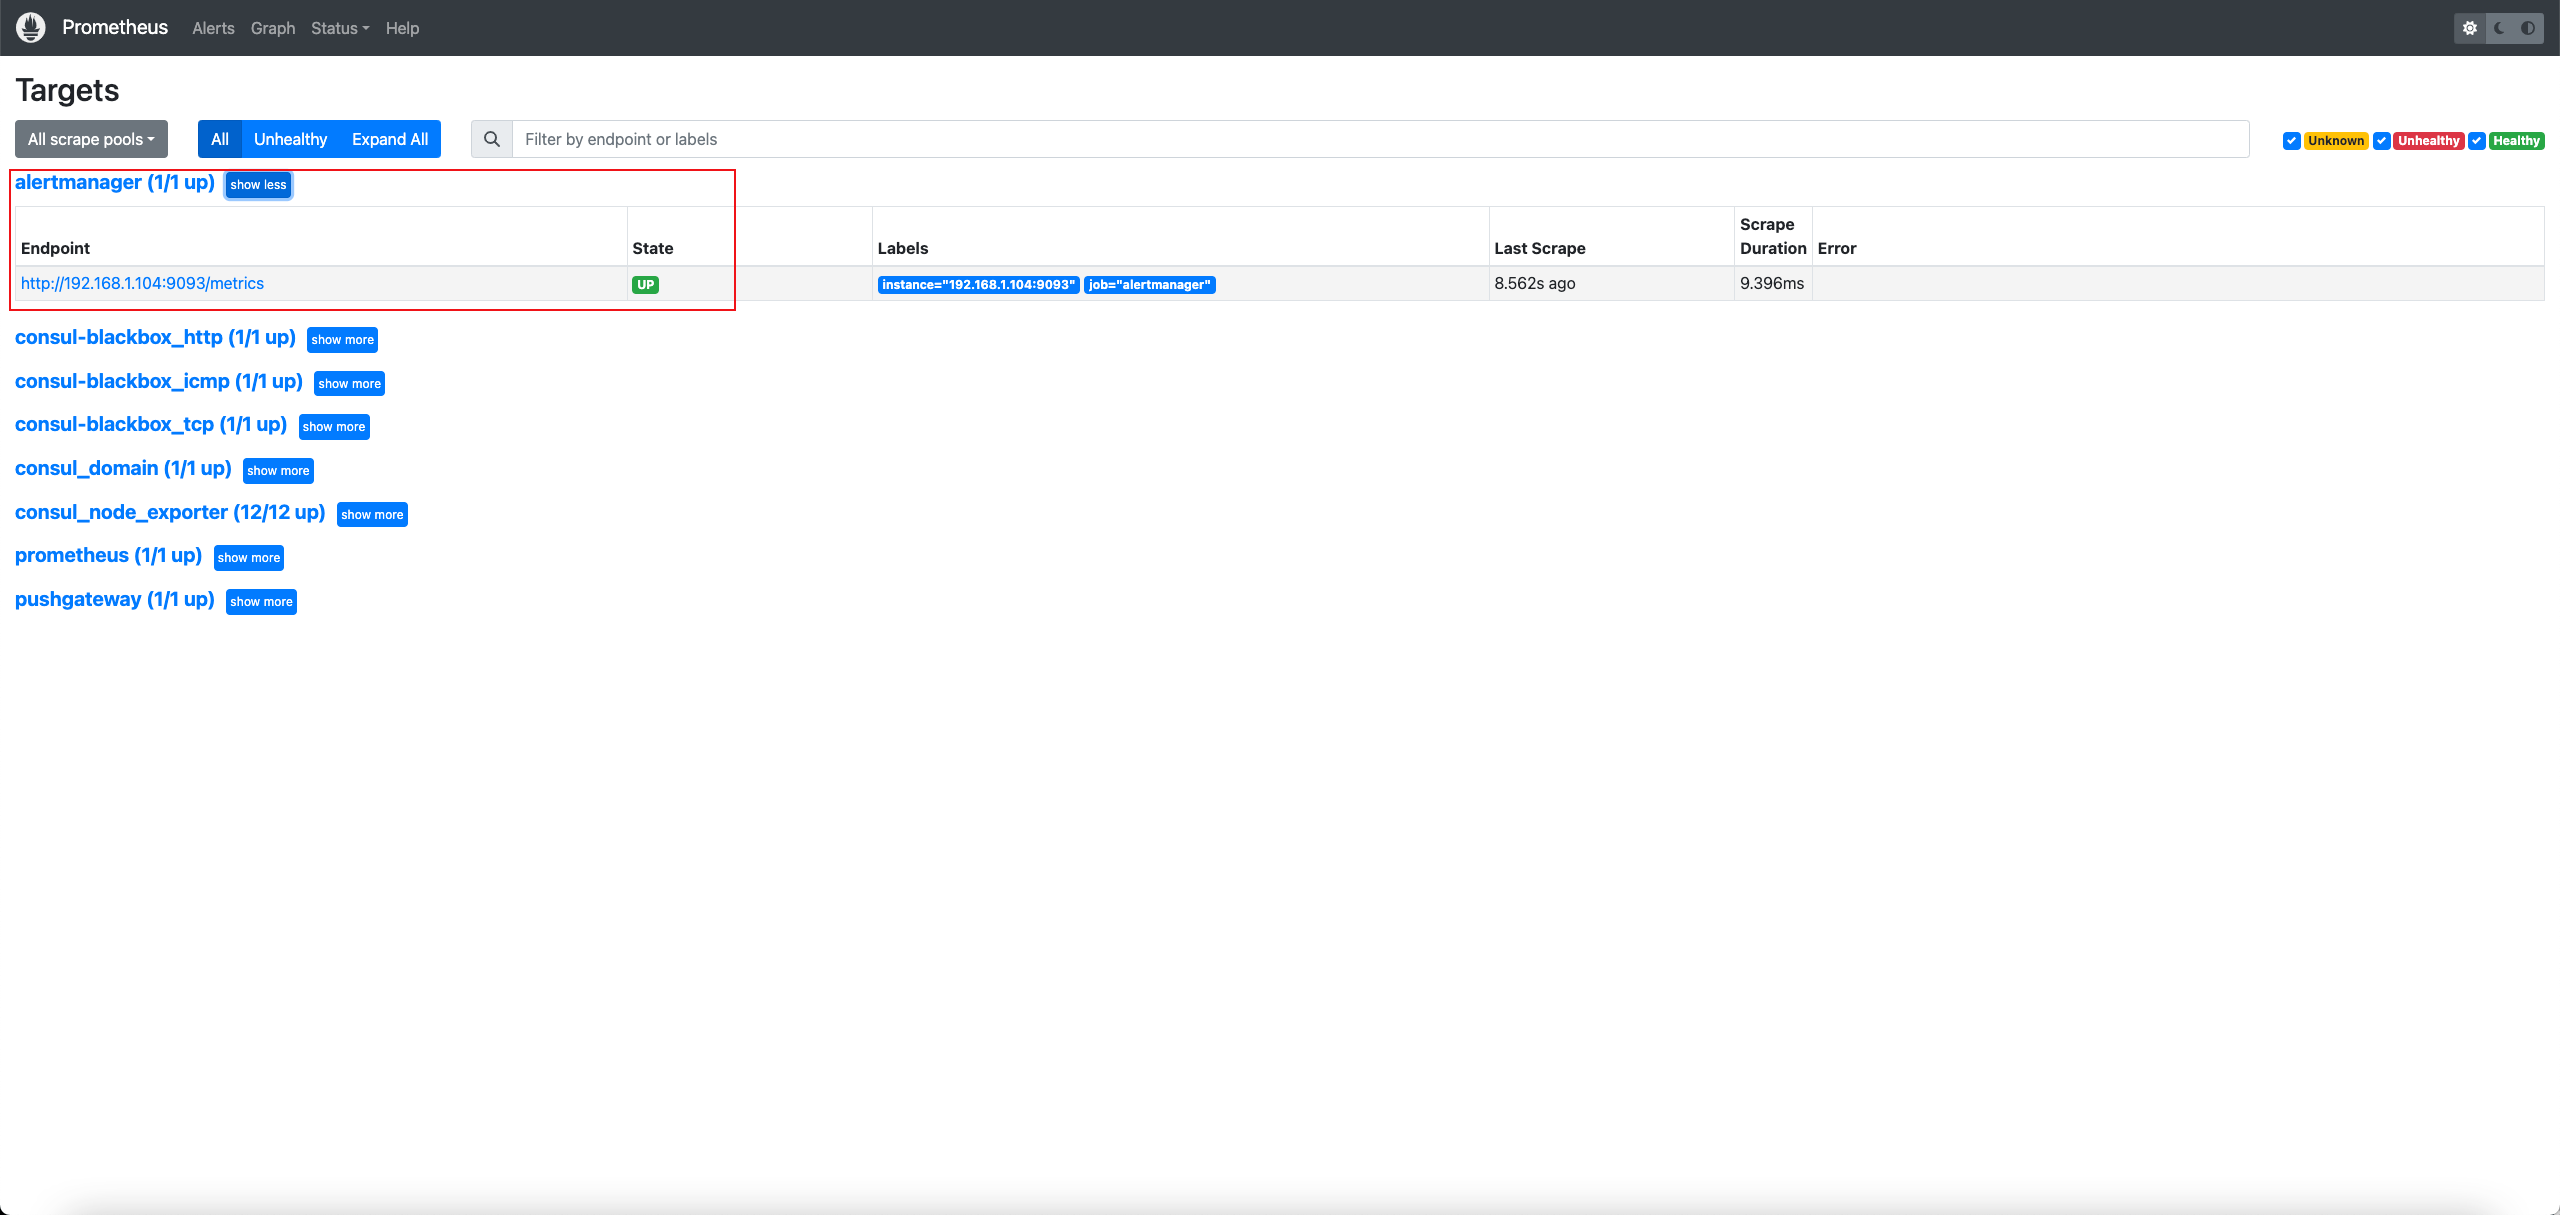 Prometheus Alerts Graph Status Help
Targets
All scrape pools All Unhealthy Expand All Filter by endpoint or labels Unknown Unhealthy Healthy
alertmanager (1/1 up) show less
Endpoint State Labels Last Scrape Scrape Duration Error
http://192.168.1.104:9093/metrics UP instance="192.168.1.104:9093" job="alertmanager" 8.562s ago 9.396ms
consul-blackbox_http (1/1 up) show more
consul-blackbox_icmp (1/1 up) show more
consul-blackbox_tcp (1/1 up) show more
consul_domain (1/1 up) show more
consul_node_exporter (12/12 up) show more
prometheus (1/1 up) show more
pushgateway (1/1 up) show more